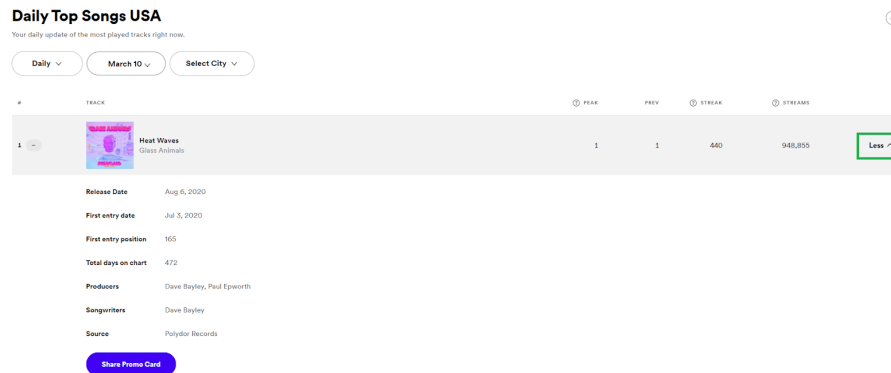 Daily Top Songs USA
Your daily update of the most played tracks right now.
Daily March 10 Select City
# TRACK PEAK PREV STREAK STREAMS
GLASS ANIMALS
1 Heat Waves 1 1 440 948,855 Less
Glass Animals
Release Date Aug 6, 2020
First entry date Jul 3, 2020
First entry position 165
Total days on chart 472
Producers Dave Bayley, Paul Epworth
Songwriters Dave Bayley
Source Polydor Records
Share Promo Card